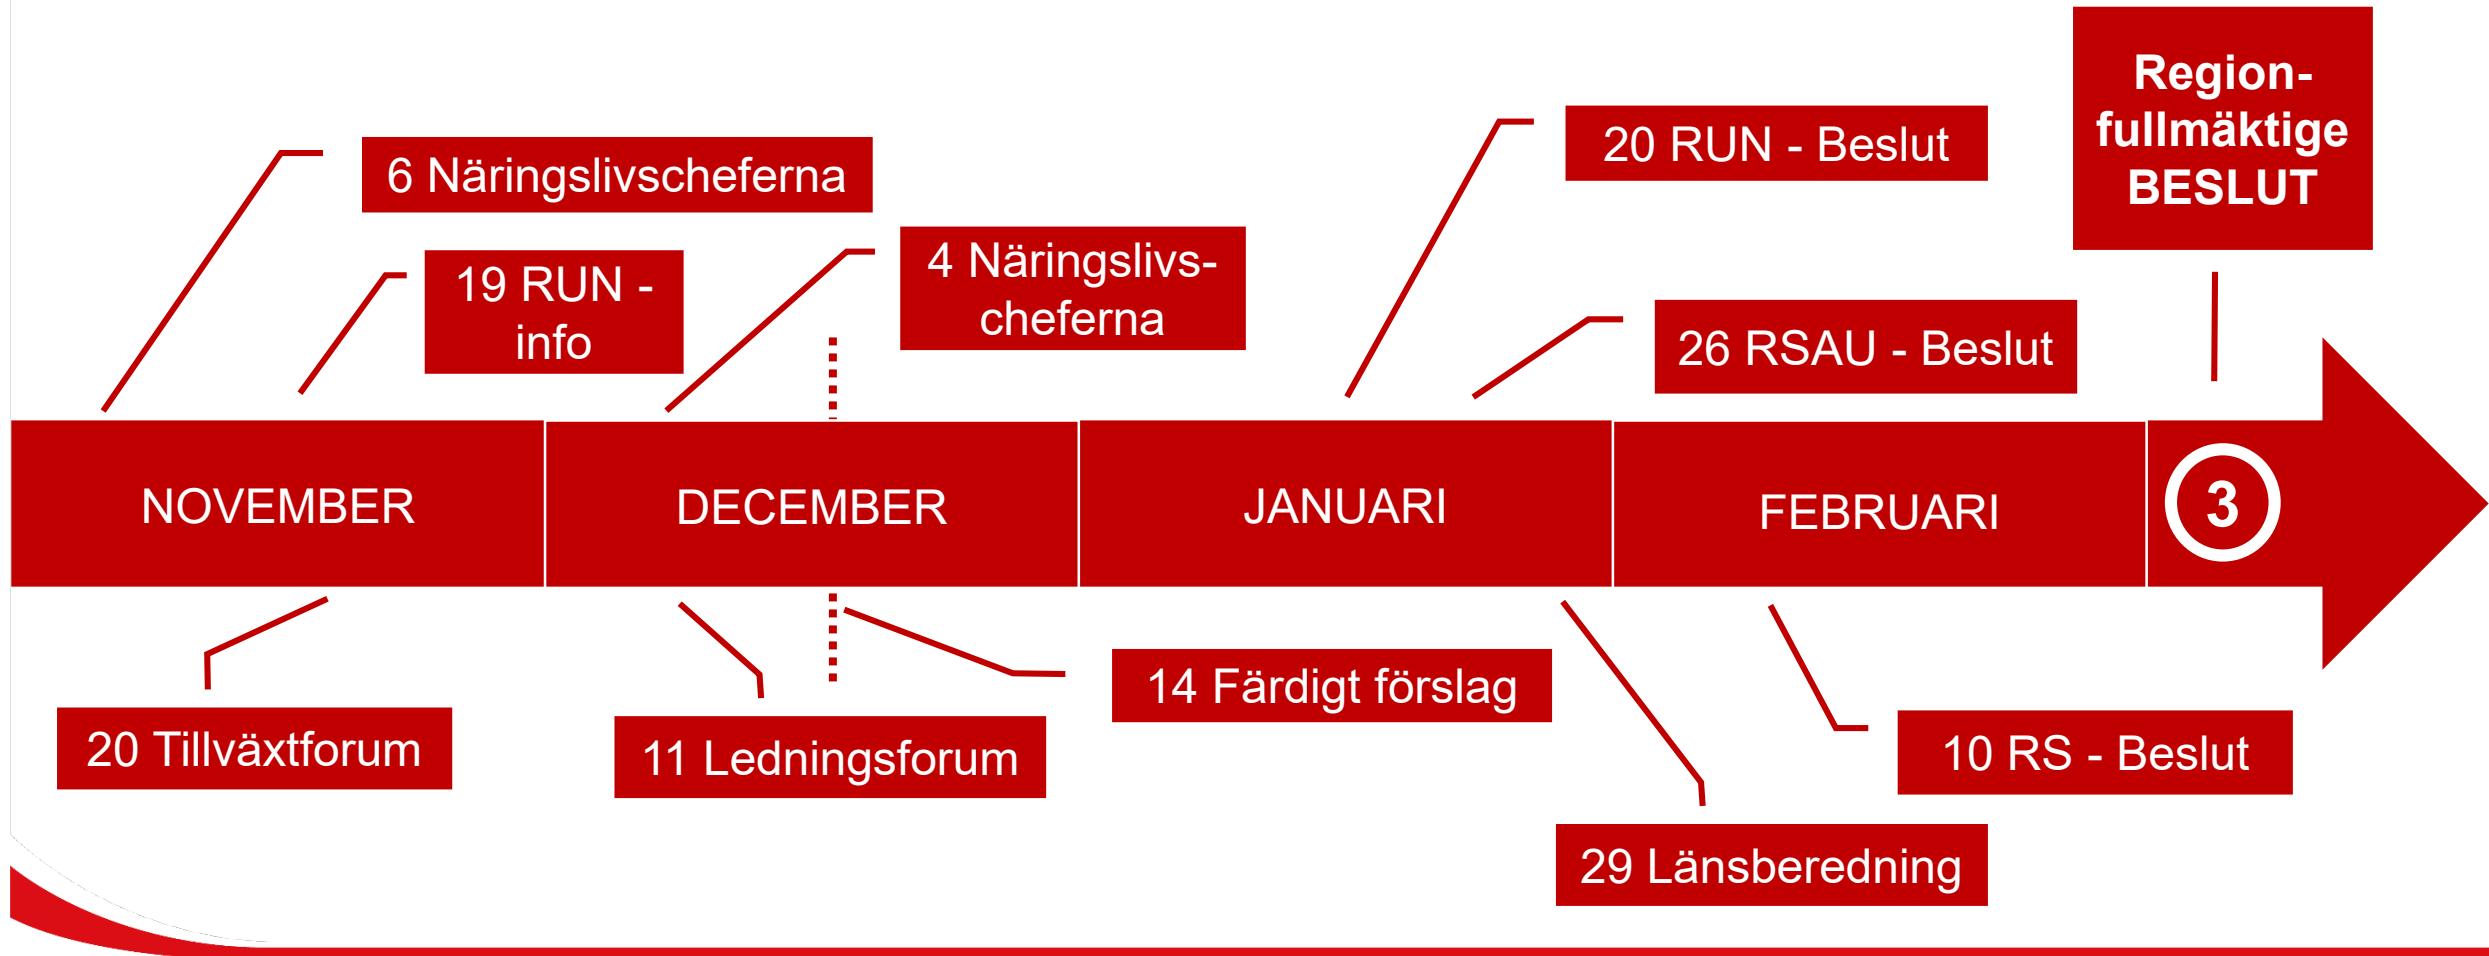 Region-
fullmäktige
BESLUT
20 RUN - Beslut
6 Näringslivscheferna
4 Näringslivs-
cheferna
19 RUN -
info
26 RSAU - Beslut
NOVEMBER
DECEMBER
JANUARI
FEBRUARI
3
14 Färdigt förslag
20 Tillväxtforum
11 Ledningsforum
10 RS - Beslut
29 Länsberedning